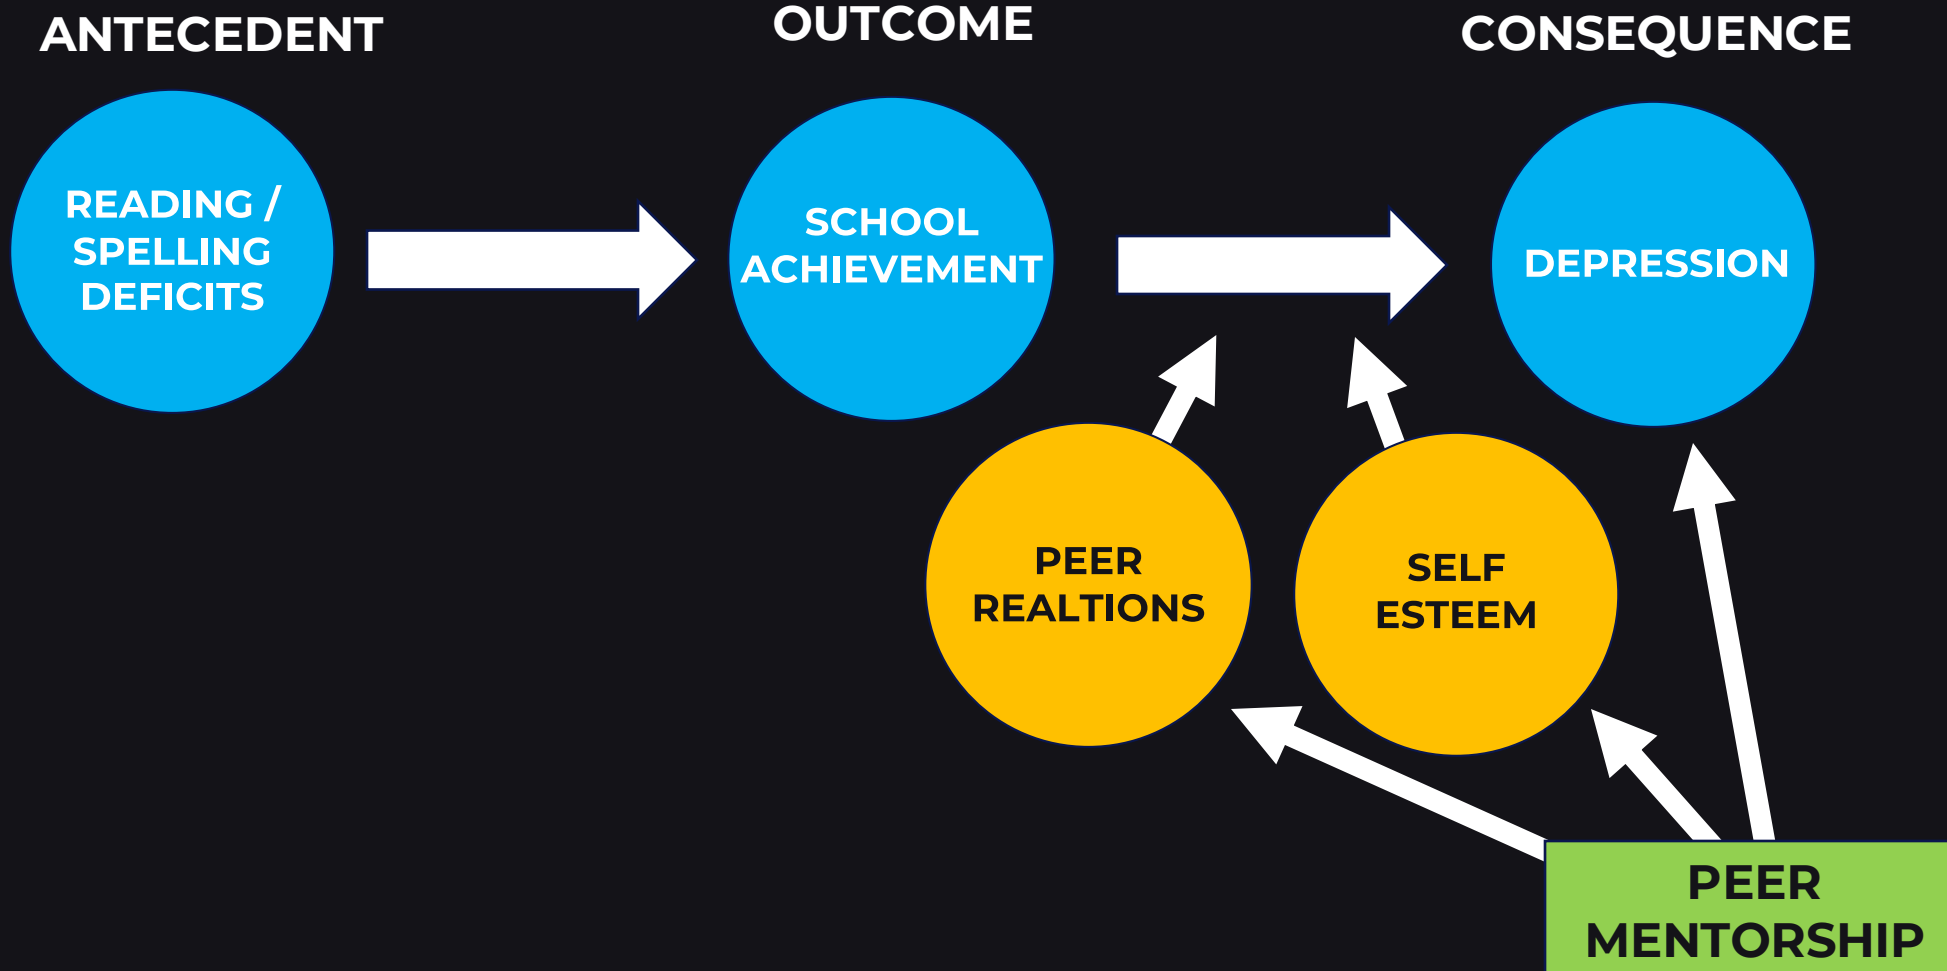 ANTECEDENT
OUTCOME
CONSEQUENCE
READING /
SPELLING
DEFICITS
SCHOOL
ACHIEVEMENT
DEPRESSION
PEER
REALTIONS
SELF
ESTEEM
PEER
MENTORSHIP